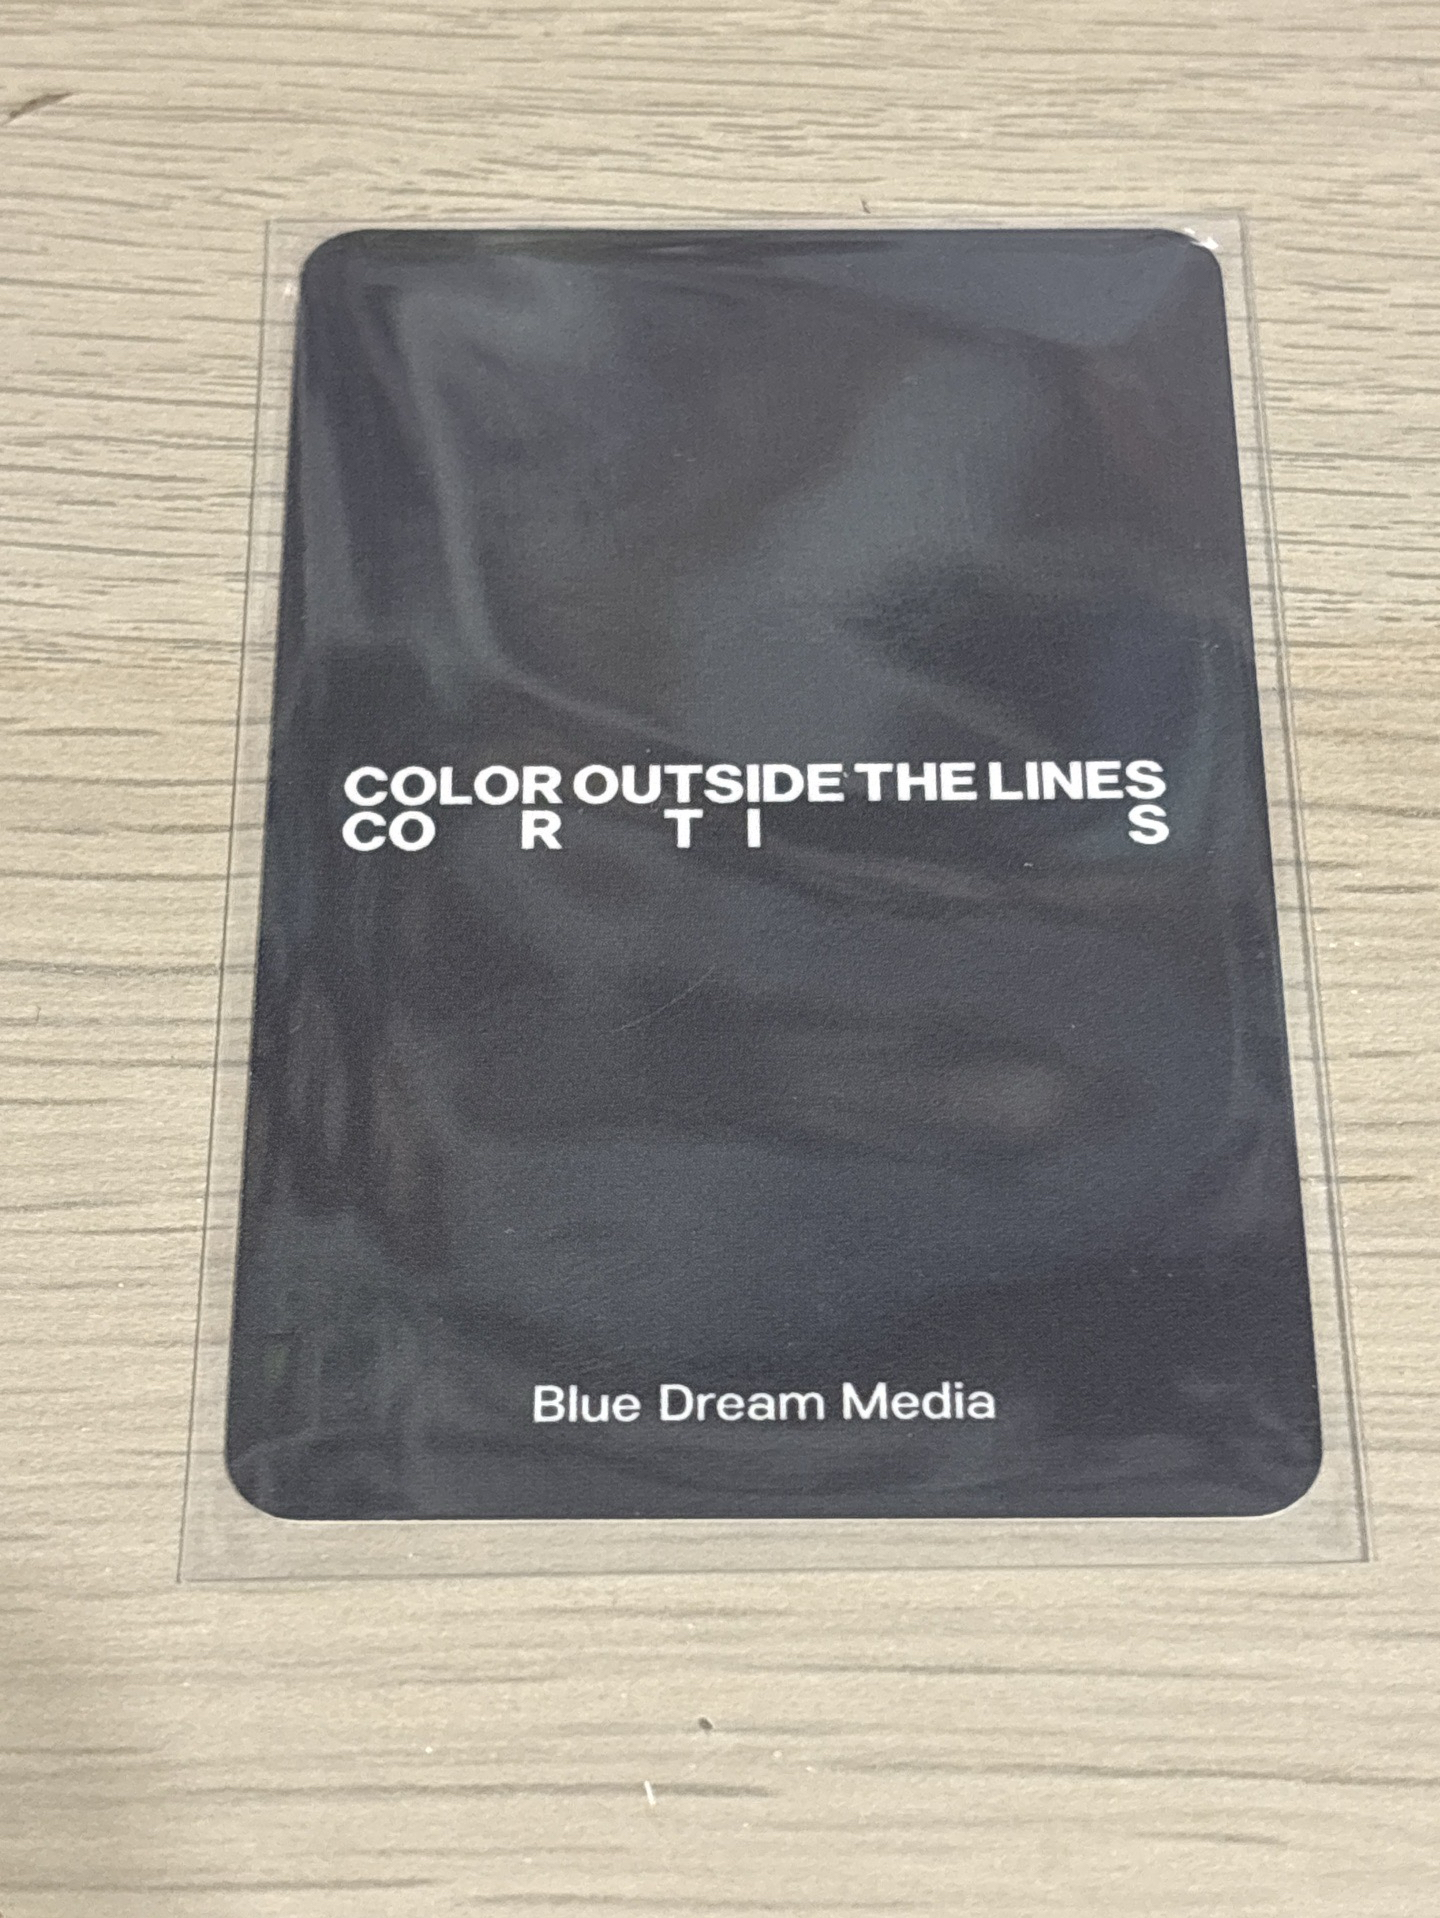 COLOR OUTSIDE THE LINES
CO R T I S
Blue Dream Media